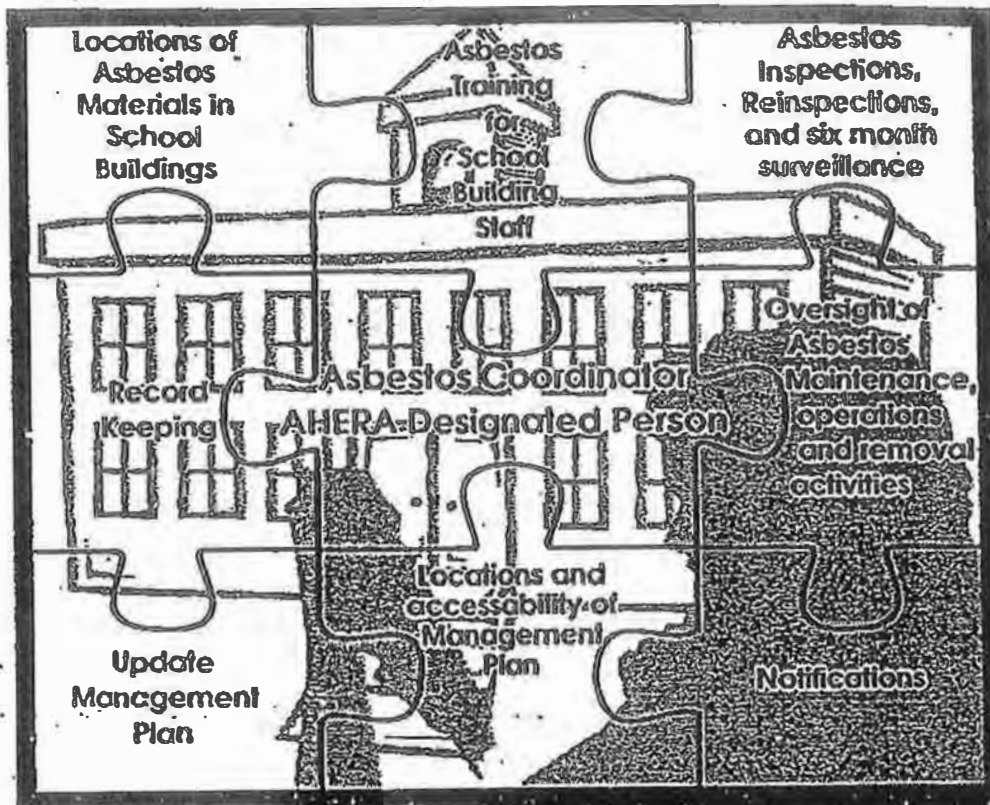 Locations of
Asbestos
Materials in
School
Buildings
Asbestos
Training
for
School
Building
Staff
Asbestos
Inspections,
Reinspections,
and six month
surveillance
Record
Keeping
Asbestos Coordinator
AHERA-Designated Person
Oversight of
Asbestos
Maintenance,
operations
and removal
activities
Update
Management
Plan
Locations and
accessability of
Management
Plan
Notifications